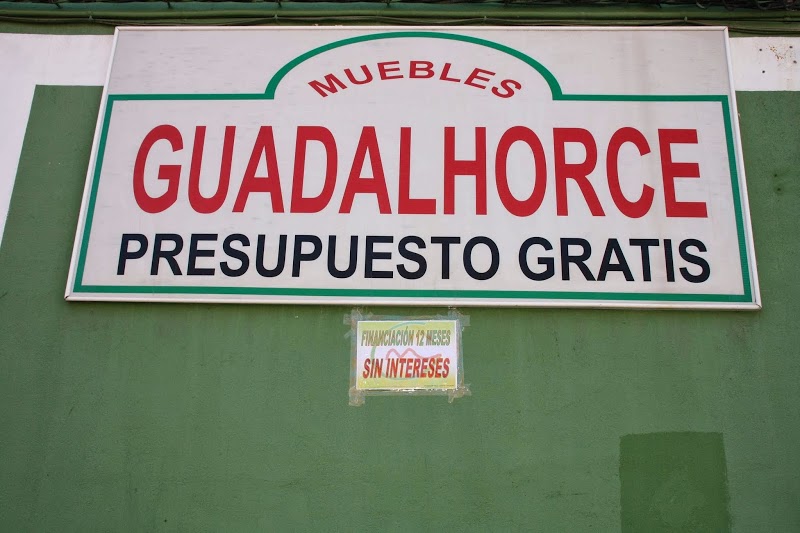 MUEBLES
GUADALHORCE
PRESUPUESTO GRATIS
FINANCIACIÓN 12 MESES
SIN INTERESES